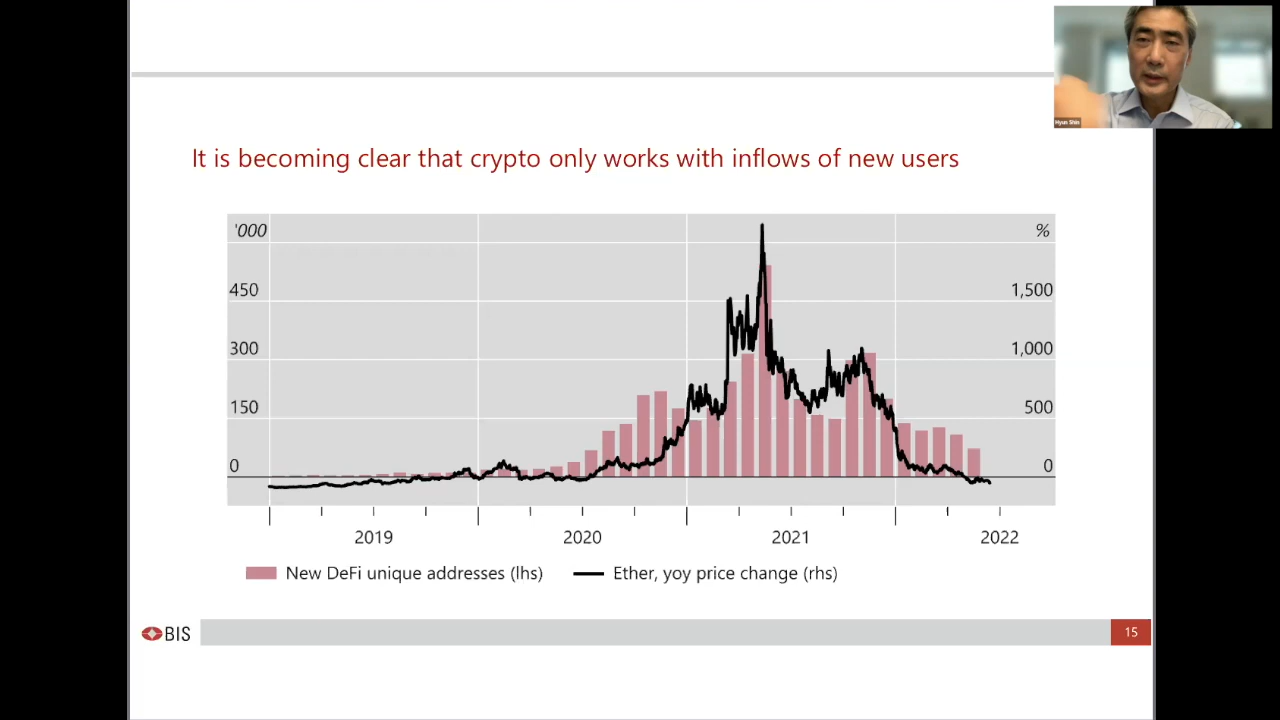 Hyun Shin
It is becoming clear that crypto only works with inflows of new users
'000 %
450 1,500
300 1,000
150 500
0 0
2019 2020 2021 2022
New DeFi unique addresses (lhs) Ether, yoy price change (rhs)
BIS 15